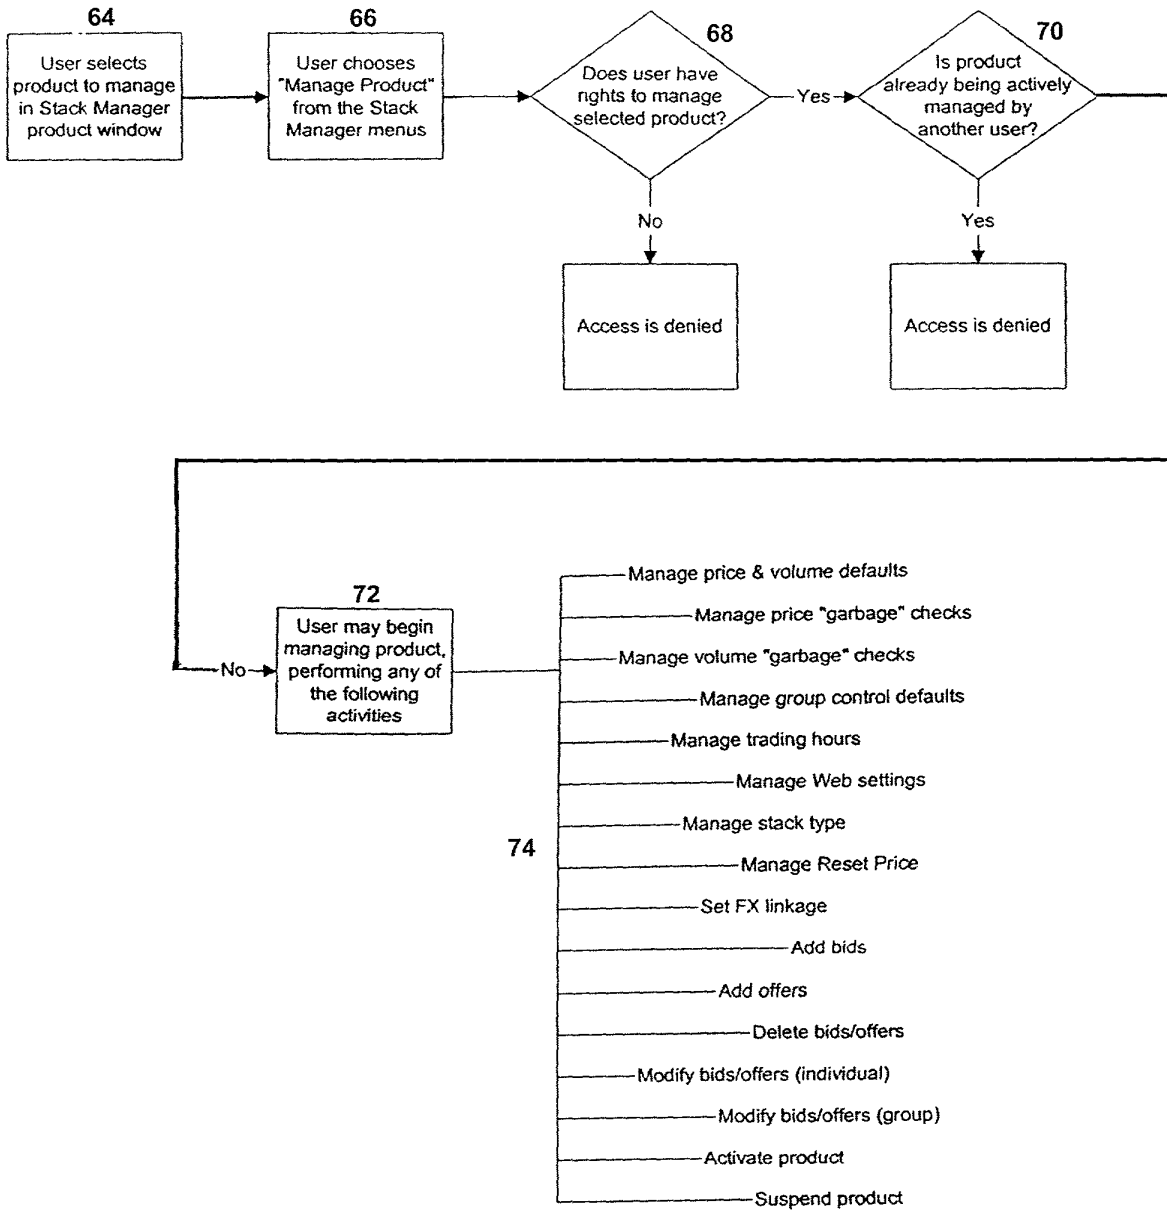 64
User selects
product to manage
in Stack Manager
product window
66
User chooses
"Manage Product"
from the Stack
Manager menus
68
Does user have
rights to manage
selected product?
Yes
70
Is product
already being actively
managed by
another user?
No
Yes
Access is denied
Access is denied
No
72
User may begin
managing product,
performing any of
the following
activities
74
Manage price & volume defaults
Manage price "garbage" checks
Manage volume "garbage" checks
Manage group control defaults
Manage trading hours
Manage Web settings
Manage stack type
Manage Reset Price
Set FX linkage
Add bids
Add offers
Delete bids/offers
Modify bids/offers (individual)
Modify bids/offers (group)
Activate product
Suspend product